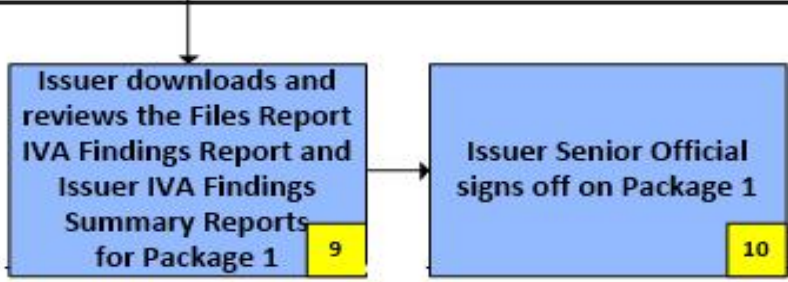 Issuer downloads and
reviews the Files Report
IVA Findings Report and
Issuer IVA Findings
Summary Reports
for Package 1
9
Issuer Senior Official
signs off on Package 1
10